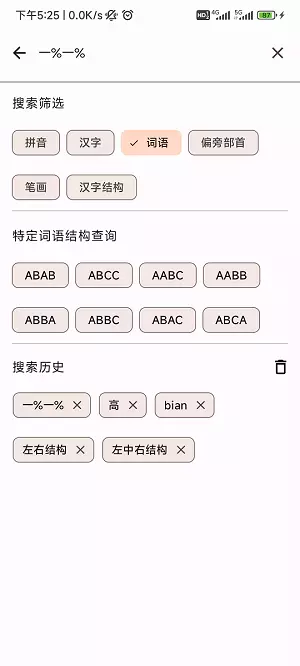 下午5:25 | 0.0K/s HD 4G 5G 87
一%一%
搜索筛选
拼音 汉字 词语 偏旁部首
笔画 汉字结构
特定词语结构查询
ABAB ABCC AABC AABB
ABBA ABBC ABAC ABCA
搜索历史
一%一% 高 bian
左右结构 左中右结构